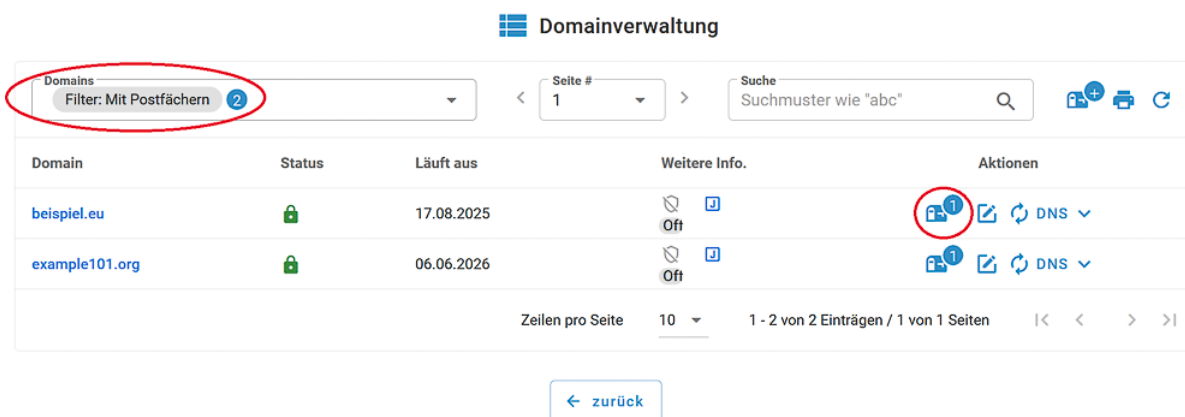 Domainverwaltung
Domains
Filter: Mit Postfächern 2
Seite #
1
Suche
Suchmuster wie "abc"
Domain Status Läuft aus Weitere Info. Aktionen
beispiel.eu 17.08.2025 J 1 DNS
Oft
example101.org 06.06.2026 J 1 DNS
Oft
Zeilen pro Seite 10 1 - 2 von 2 Einträgen / 1 von 1 Seiten
zurück